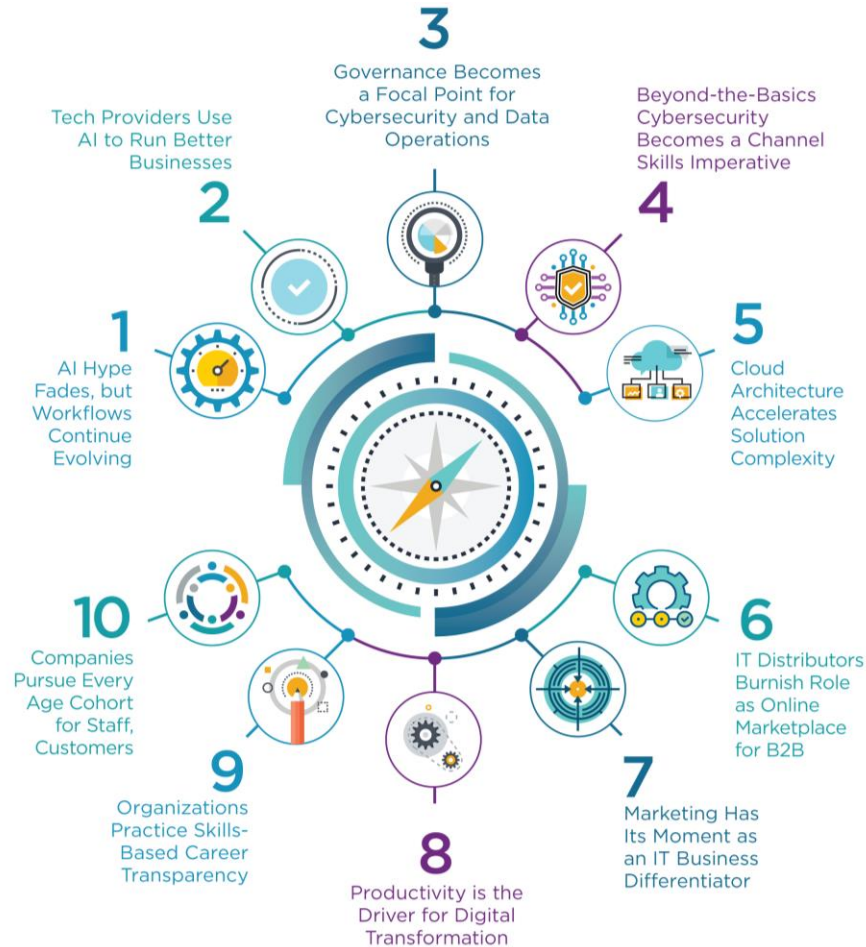 1
AI Hype
Fades, but
Workflows
Continue
Evolving
2
Tech Providers Use
AI to Run Better
Businesses
3
Governance Becomes
a Focal Point for
Cybersecurity and Data
Operations
4
Beyond-the-Basics
Cybersecurity
Becomes a Channel
Skills Imperative
5
Cloud
Architecture
Accelerates
Solution
Complexity
6
IT Distributors
Burnish Role
as Online
Marketplace
for B2B
7
Marketing Has
Its Moment as
an IT Business
Differentiator
8
Productivity is the
Driver for Digital
Transformation
9
Organizations
Practice Skills-
Based Career
Transparency
10
Companies
Pursue Every
Age Cohort
for Staff,
Customers